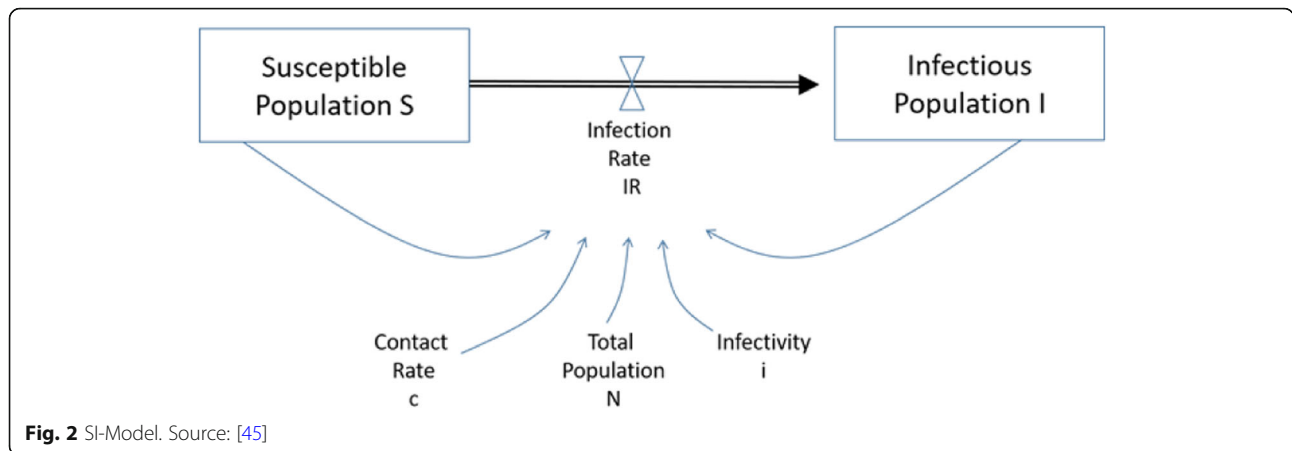 Susceptible
Population S
Infectious
Population I
Infection
Rate
IR
Contact
Rate
c
Total
Population
N
Infectivity
i
Fig. 2 SI-Model. Source: [45]